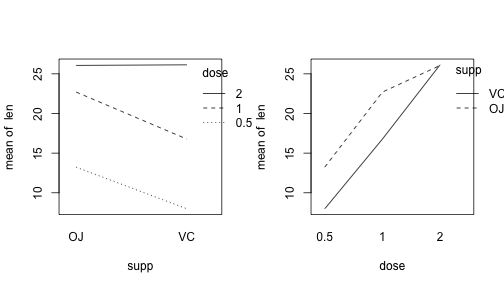 mean of len
25
20
15
10
OJ VC
supp
dose
2
1
0.5
mean of len
25
20
15
10
0.5 1 2
dose
supp
VC
OJ